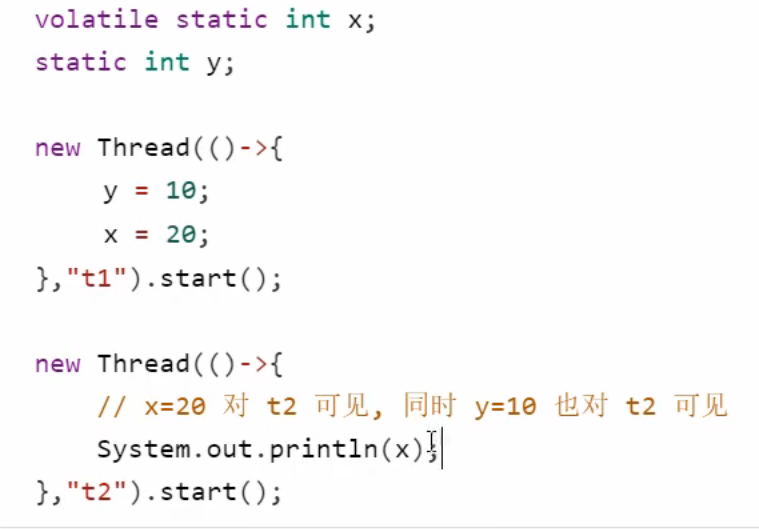 volatile static int x;
static int y;
new Thread(()->{
y = 10;
x = 20;
},"t1").start();
new Thread(()->{
// x=20 对 t2 可见, 同时 y=10 也对 t2 可见
System.out.println(x);
},"t2").start();